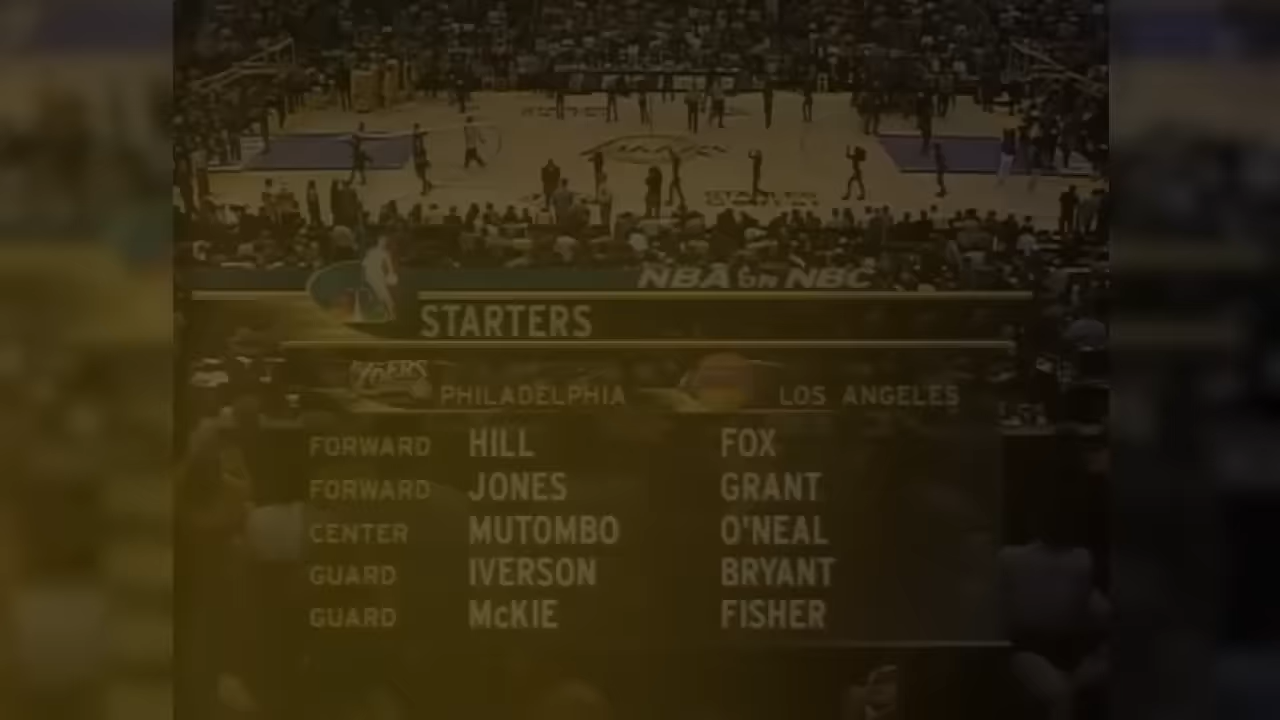 NBA on NBC
STARTERS
76ERS PHILADELPHIA LOS ANGELES
FORWARD HILL FOX
FORWARD JONES GRANT
CENTER MUTOMBO O'NEAL
GUARD IVERSON BRYANT
GUARD McKIE FISHER